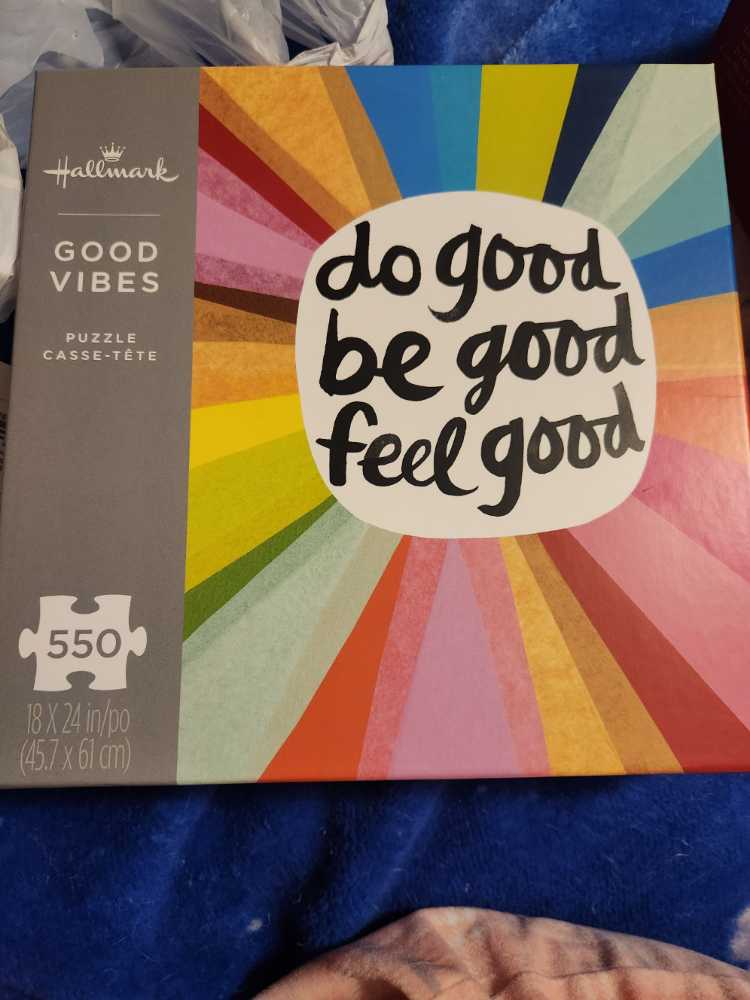 Hallmark
GOOD
VIBES
PUZZLE
CASSE-TÊTE
550
18 X 24 in/po
(45.7 x 61 cm)
do good
be good
feel good